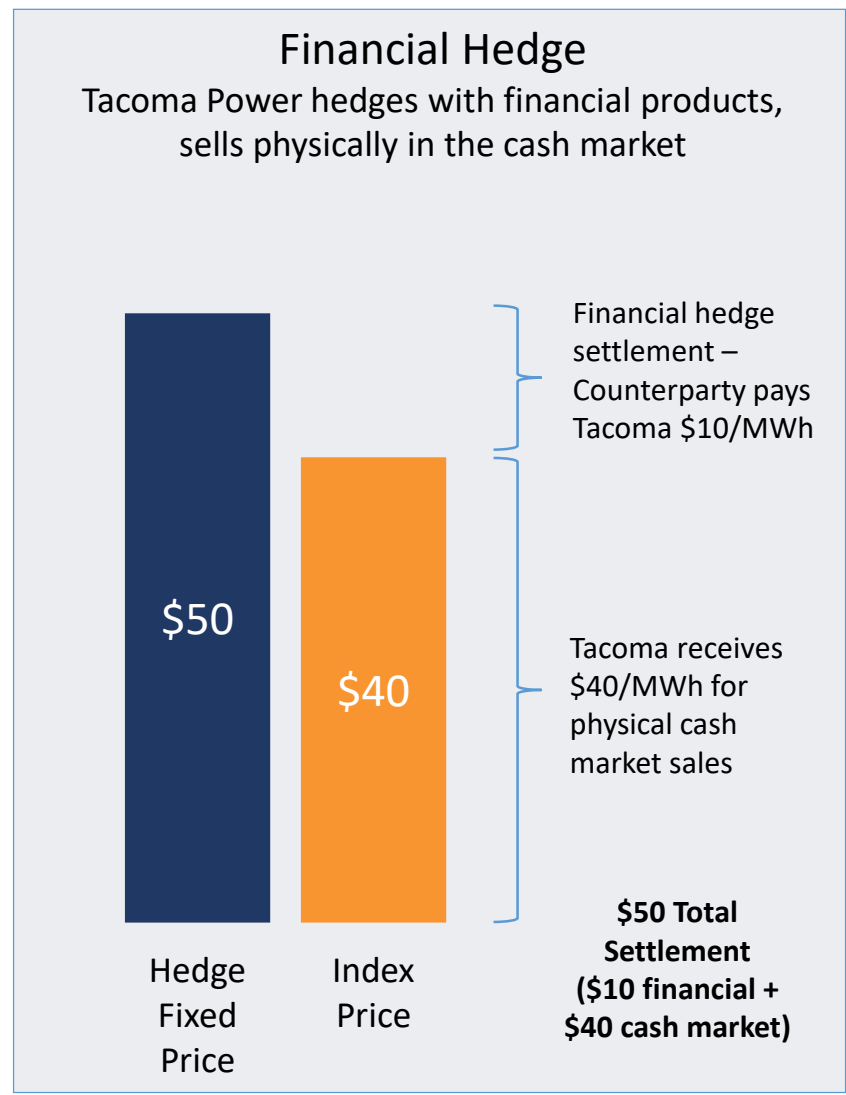 Financial Hedge
Tacoma Power hedges with financial products,
sells physically in the cash market
Financial hedge
settlement –
Counterparty pays
Tacoma $10/MWh
$50
$40
Tacoma receives
$40/MWh for
physical cash
market sales
$50 Total
Settlement
($10 financial +
$40 cash market)
Hedge
Fixed
Price
Index
Price